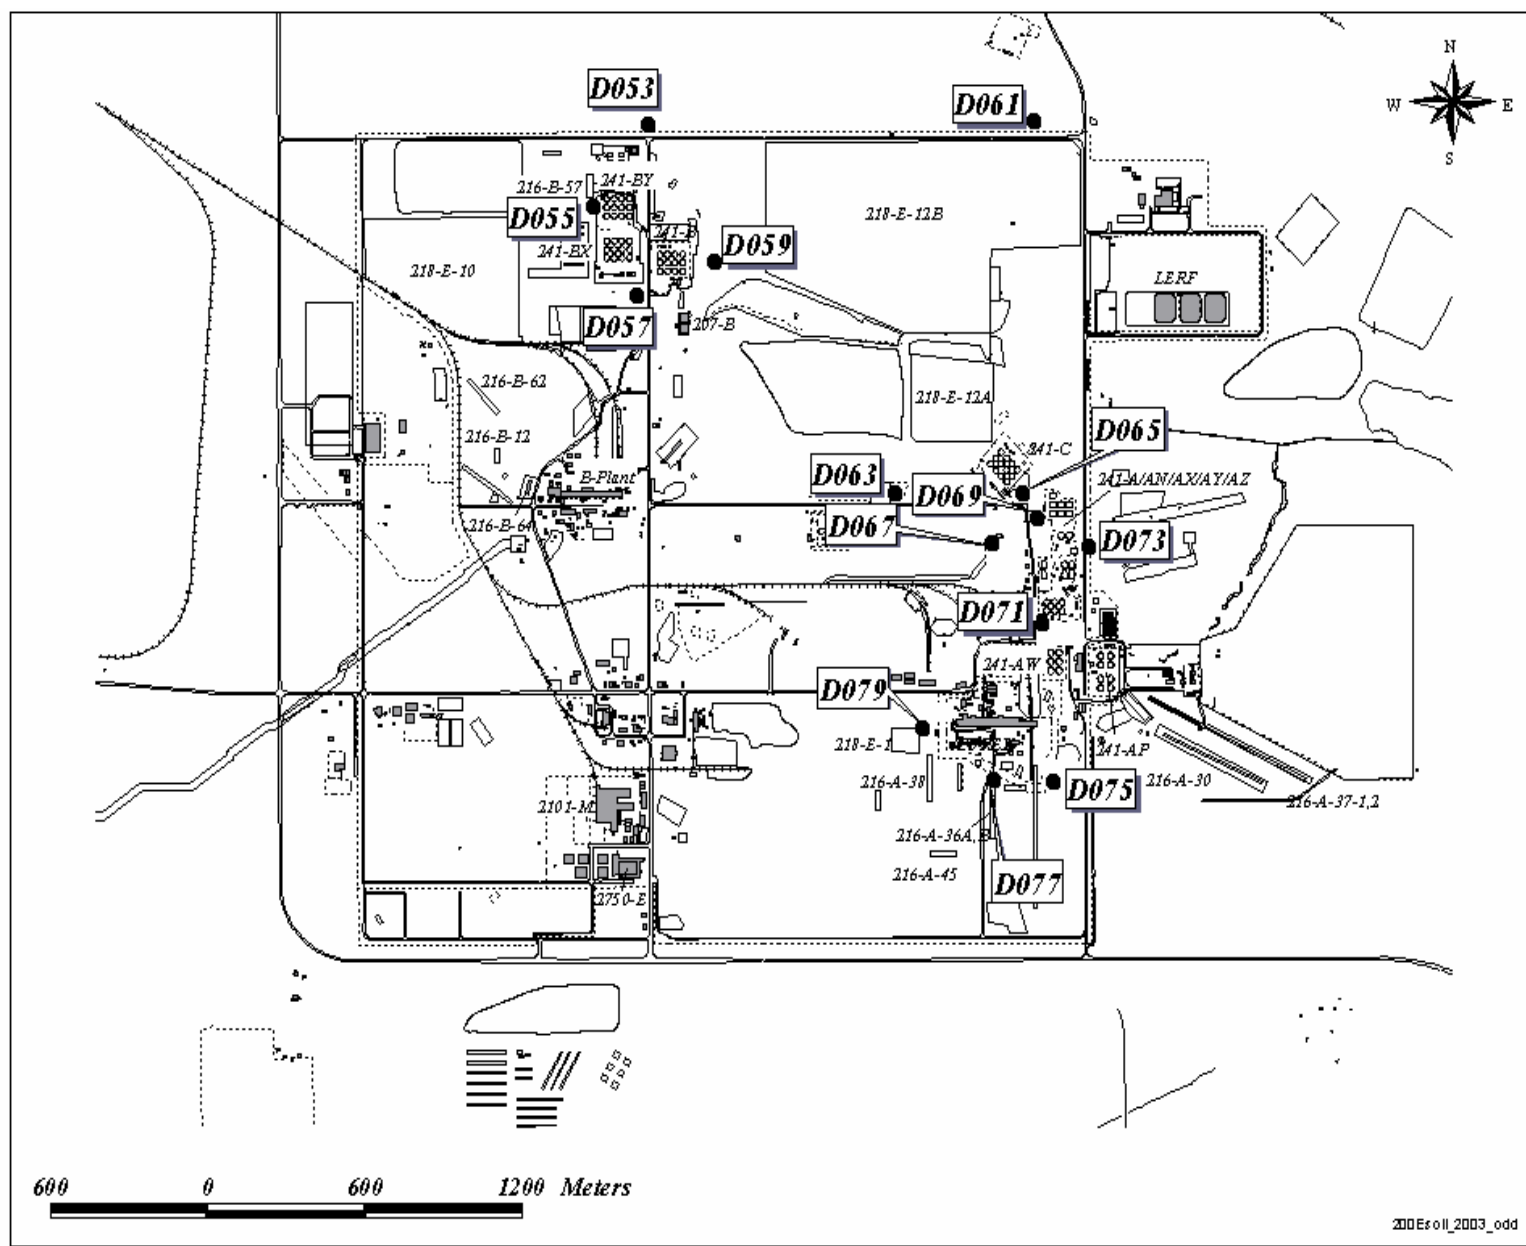 N
W E
S
D053
D061
216-B-57
241-BY
D055
218-E-12B
241-B
D059
241-BX
218-E-10
LERF
D057
207-B
216-B-62
218-E-12A
D065
216-B-12
241-C
D063
B-Plant
D069
241-A/AN/AX/AY/AZ
216-B-64
D067
D073
D071
241-AW
D079
218-E-1
241-AP
216-A-38
D075
216-A-30
2101-M
216-A-37-1,2
216-A-36A,B
216-A-45
D077
2750-E
600 0 600 1200 Meters
200Esoil_2003_odd